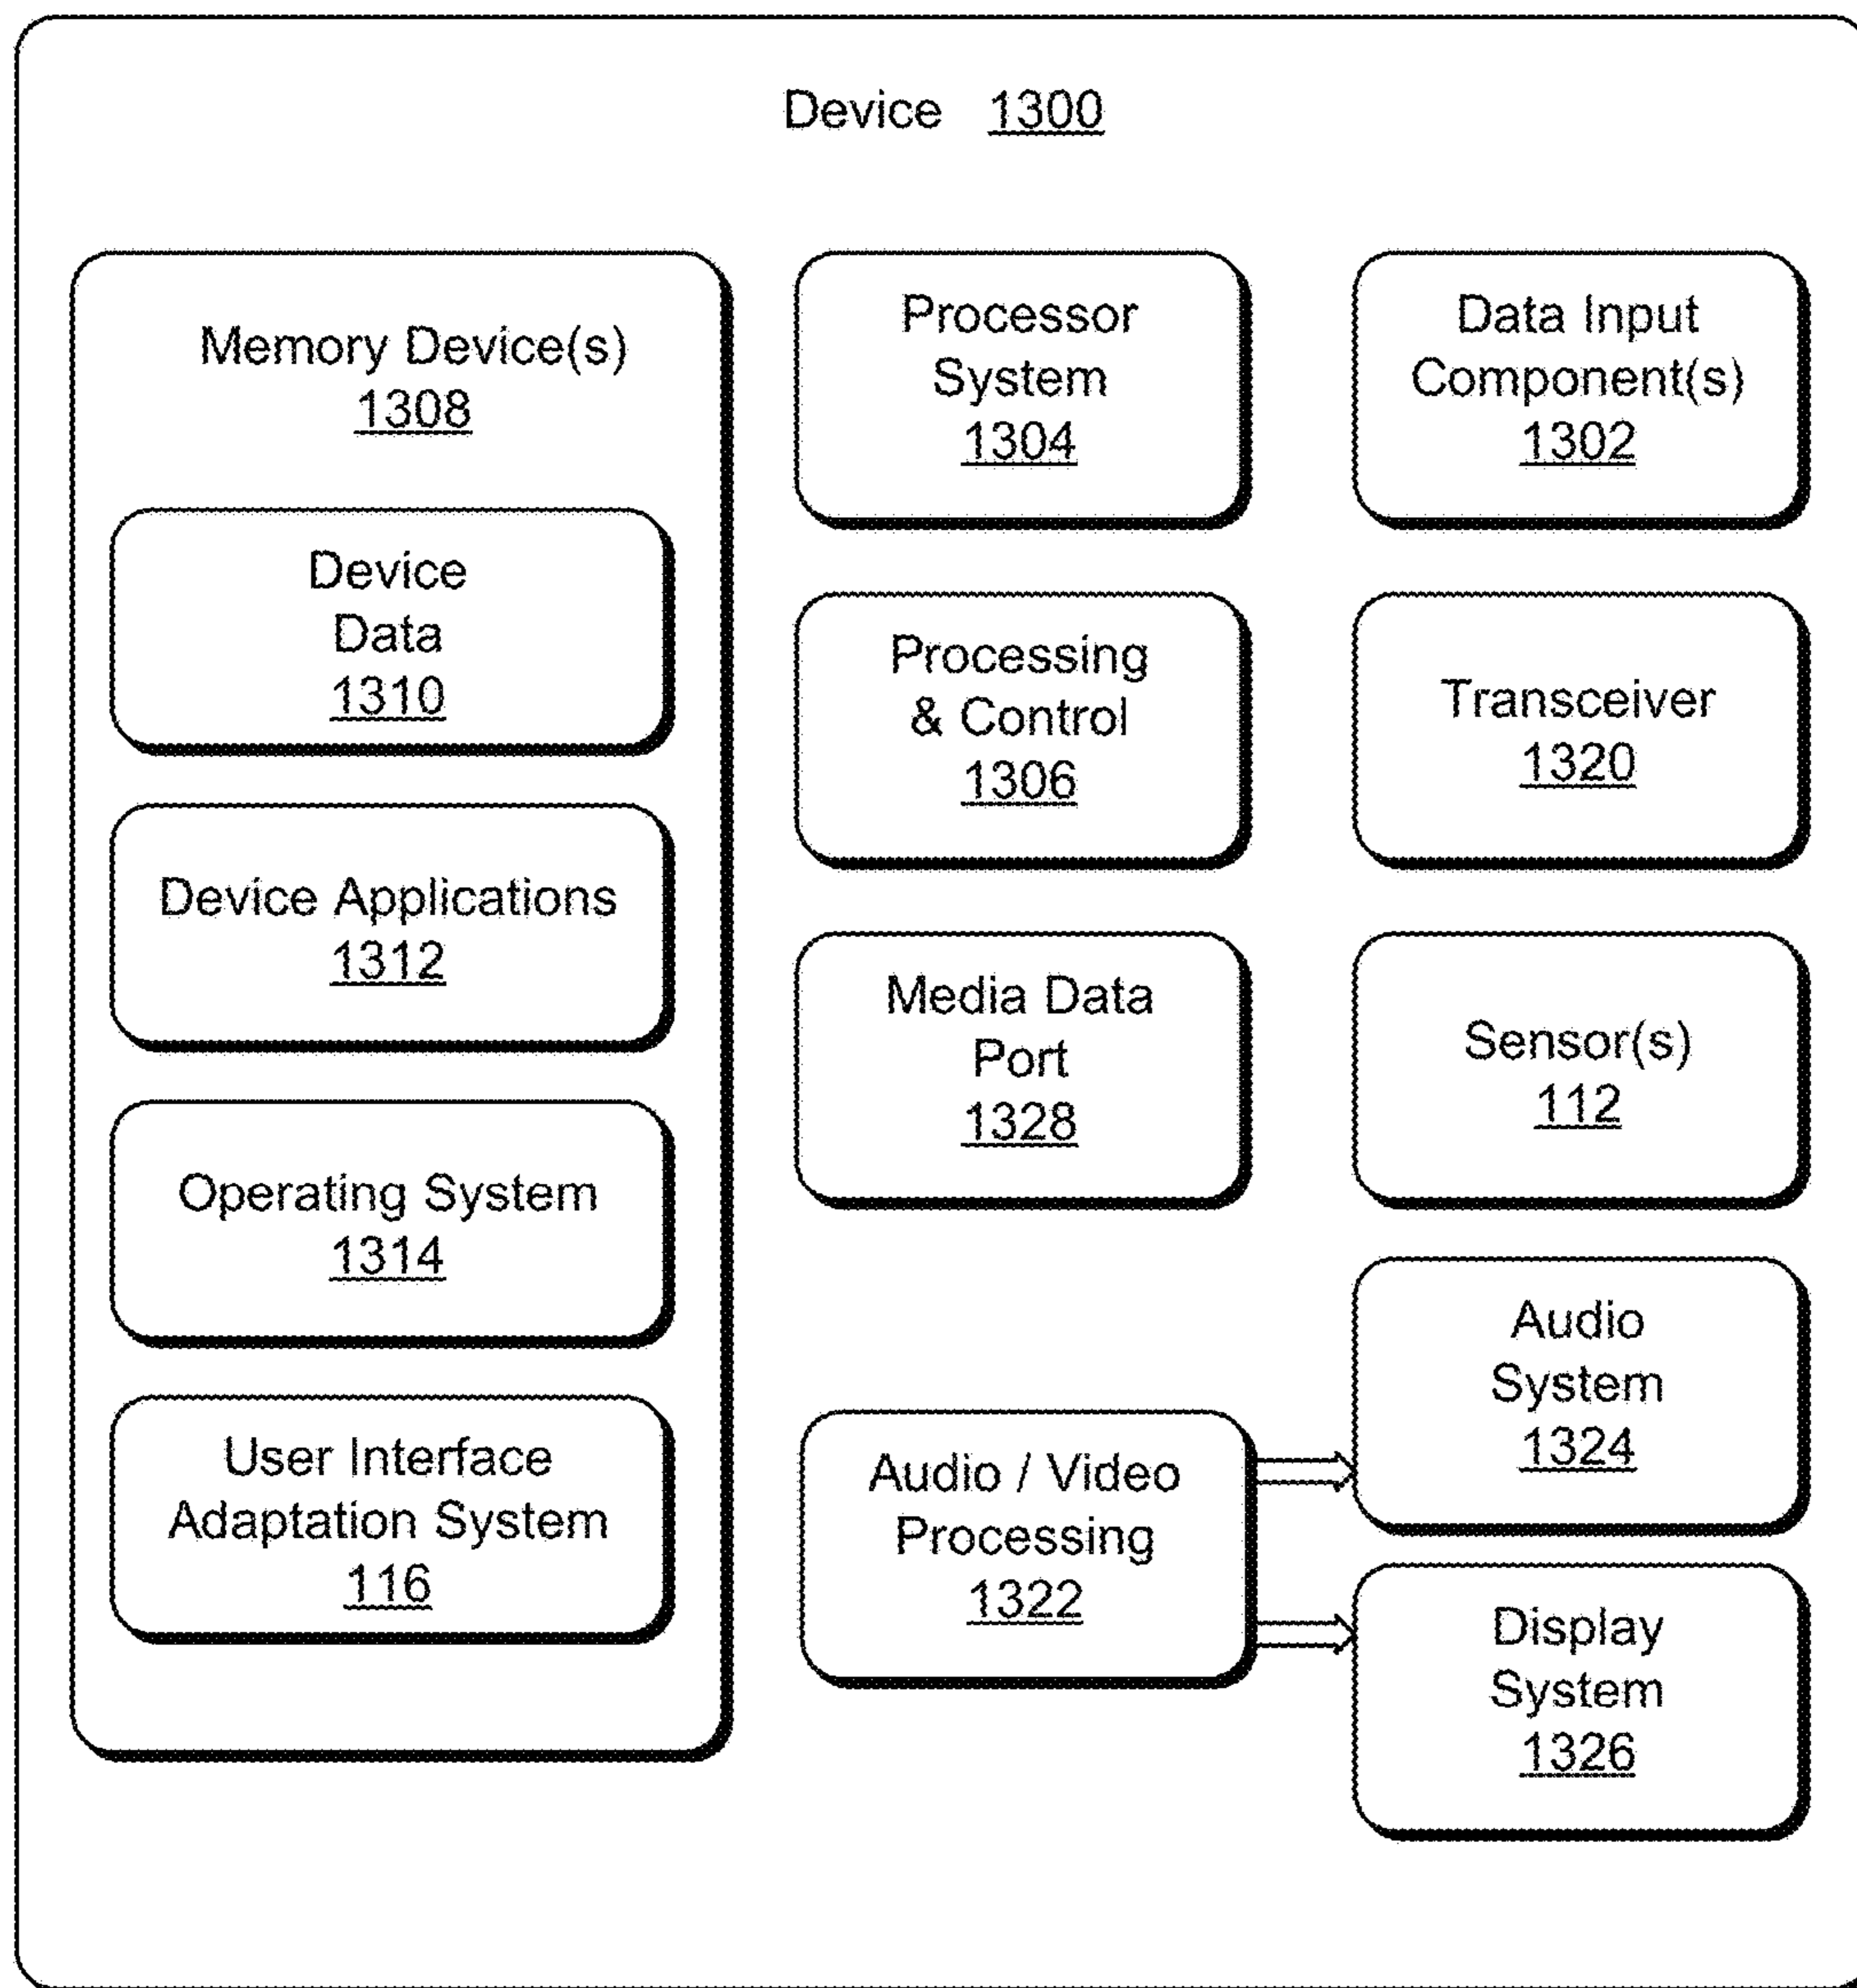 Device 1300
Memory Device(s)
1308
Device
Data
1310
Device Applications
1312
Operating System
1314
User Interface
Adaptation System
116
Processor
System
1304
Processing
& Control
1306
Media Data
Port
1328
Audio / Video
Processing
1322
Data Input
Component(s)
1302
Transceiver
1320
Sensor(s)
112
Audio
System
1324
Display
System
1326